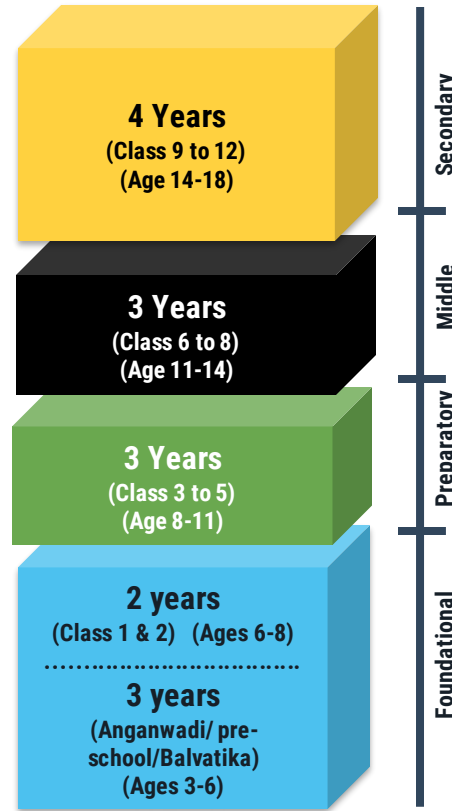 4 Years
(Class 9 to 12)
(Age 14-18)
Secondary
3 Years
(Class 6 to 8)
(Age 11-14)
Middle
3 Years
(Class 3 to 5)
(Age 8-11)
Preparatory
2 years
(Class 1 & 2) (Ages 6-8)
3 years
(Anganwadi/ pre-
school/Balvatika)
(Ages 3-6)
Foundational